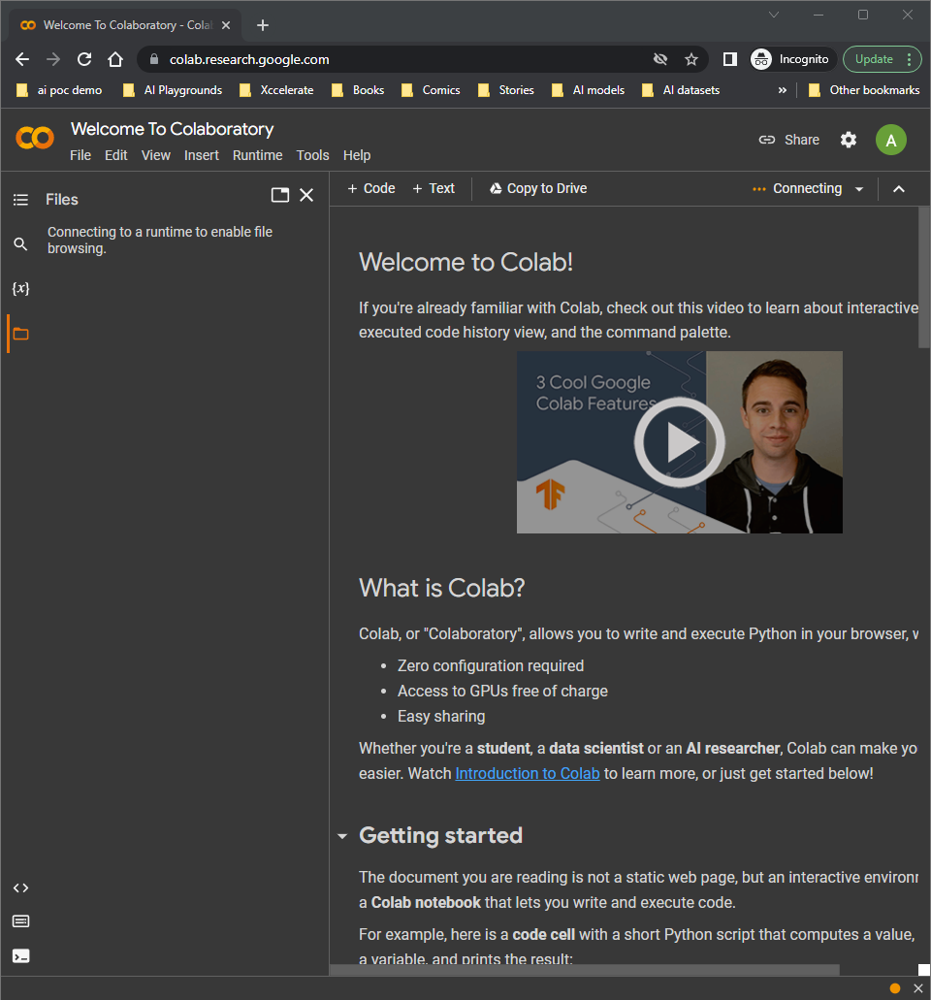 Welcome To Colaboratory - Cola
colab.research.google.com
Incognito
Update
ai poc demo
AI Playgrounds
Xccelerate
Books
Comics
Stories
AI models
AI datasets
»
Other bookmarks
Welcome To Colaboratory
File Edit View Insert Runtime Tools Help
Share
A
Files
+ Code + Text
Copy to Drive
Connecting
Connecting to a runtime to enable file
browsing.
{x}
Welcome to Colab!
If you're already familiar with Colab, check out this video to learn about interactive
executed code history view, and the command palette.
3 Cool Google
Colab Features
What is Colab?
Colab, or "Colaboratory", allows you to write and execute Python in your browser, w
• Zero configuration required
• Access to GPUs free of charge
• Easy sharing
Whether you're a student, a data scientist or an AI researcher, Colab can make you
easier. Watch Introduction to Colab to learn more, or just get started below!
Getting started
The document you are reading is not a static web page, but an interactive environm
a Colab notebook that lets you write and execute code.
For example, here is a code cell with a short Python script that computes a value,
a variable, and prints the result: